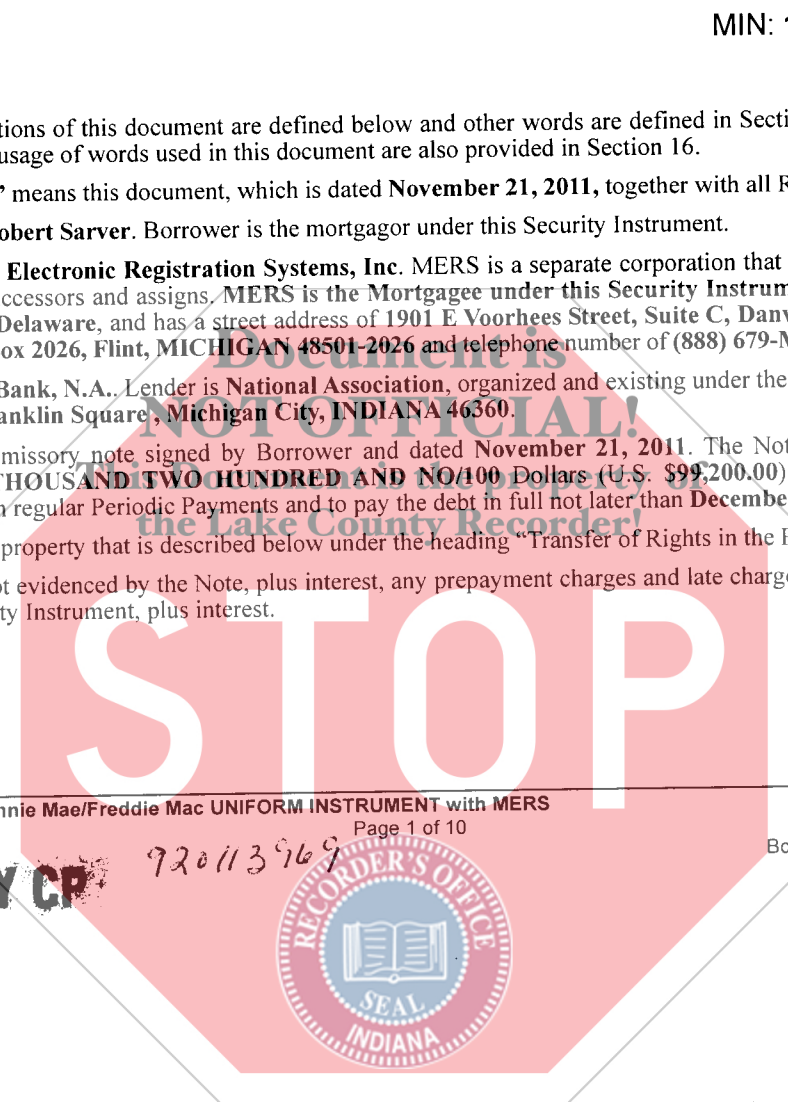 MIN:
tions of this document are defined below and other words are defined in Secti
usage of words used in this document are also provided in Section 16.
” means this document, which is dated November 21, 2011, together with all R
obert Sarver. Borrower is the mortgagor under this Security Instrument.
Electronic Registration Systems, Inc. MERS is a separate corporation that
ccessors and assigns. MERS is the Mortgagee under this Security Instrum
Delaware, and has a street address of 1901 E Voorhees Street, Suite C, Danv
ox 2026, Flint, MICHIGAN 48501-2026 and telephone number of (888) 679-M
Document is
Bank, N.A.. Lender is National Association, organized and existing under the
anklin Square , Michigan City, INDIANA 46360.
NOT OFFICIAL!
missory note signed by Borrower and dated November 21, 2011. The Not
HOUSAND TWO HUNDRED AND NO/100 Dollars (U.S. $99,200.00)
This Document is the property of
n regular Periodic Payments and to pay the debt in full not later than Decembe
the Lake County Recorder!
property that is described below under the heading “Transfer of Rights in the P
ot evidenced by the Note, plus interest, any prepayment charges and late charge
ty Instrument, plus interest.
STOP
nnie Mae/Freddie Mac UNIFORM INSTRUMENT with MERS
Page 1 of 10
Bo
920113969
Y CP
RECORDER'S OFFICE
SEAL
INDIANA